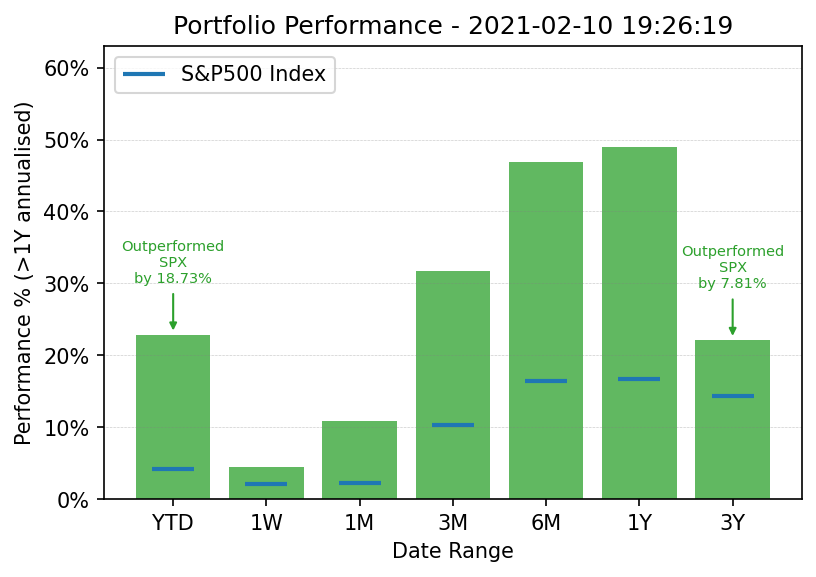 Portfolio Performance - 2021-02-10 19:26:19
S&P500 Index
Performance % (>1Y annualised)
60%
50%
40%
30%
20%
10%
0%
Outperformed
SPX
by 18.73%
Outperformed
SPX
by 7.81%
YTD
1W
1M
3M
6M
1Y
3Y
Date Range